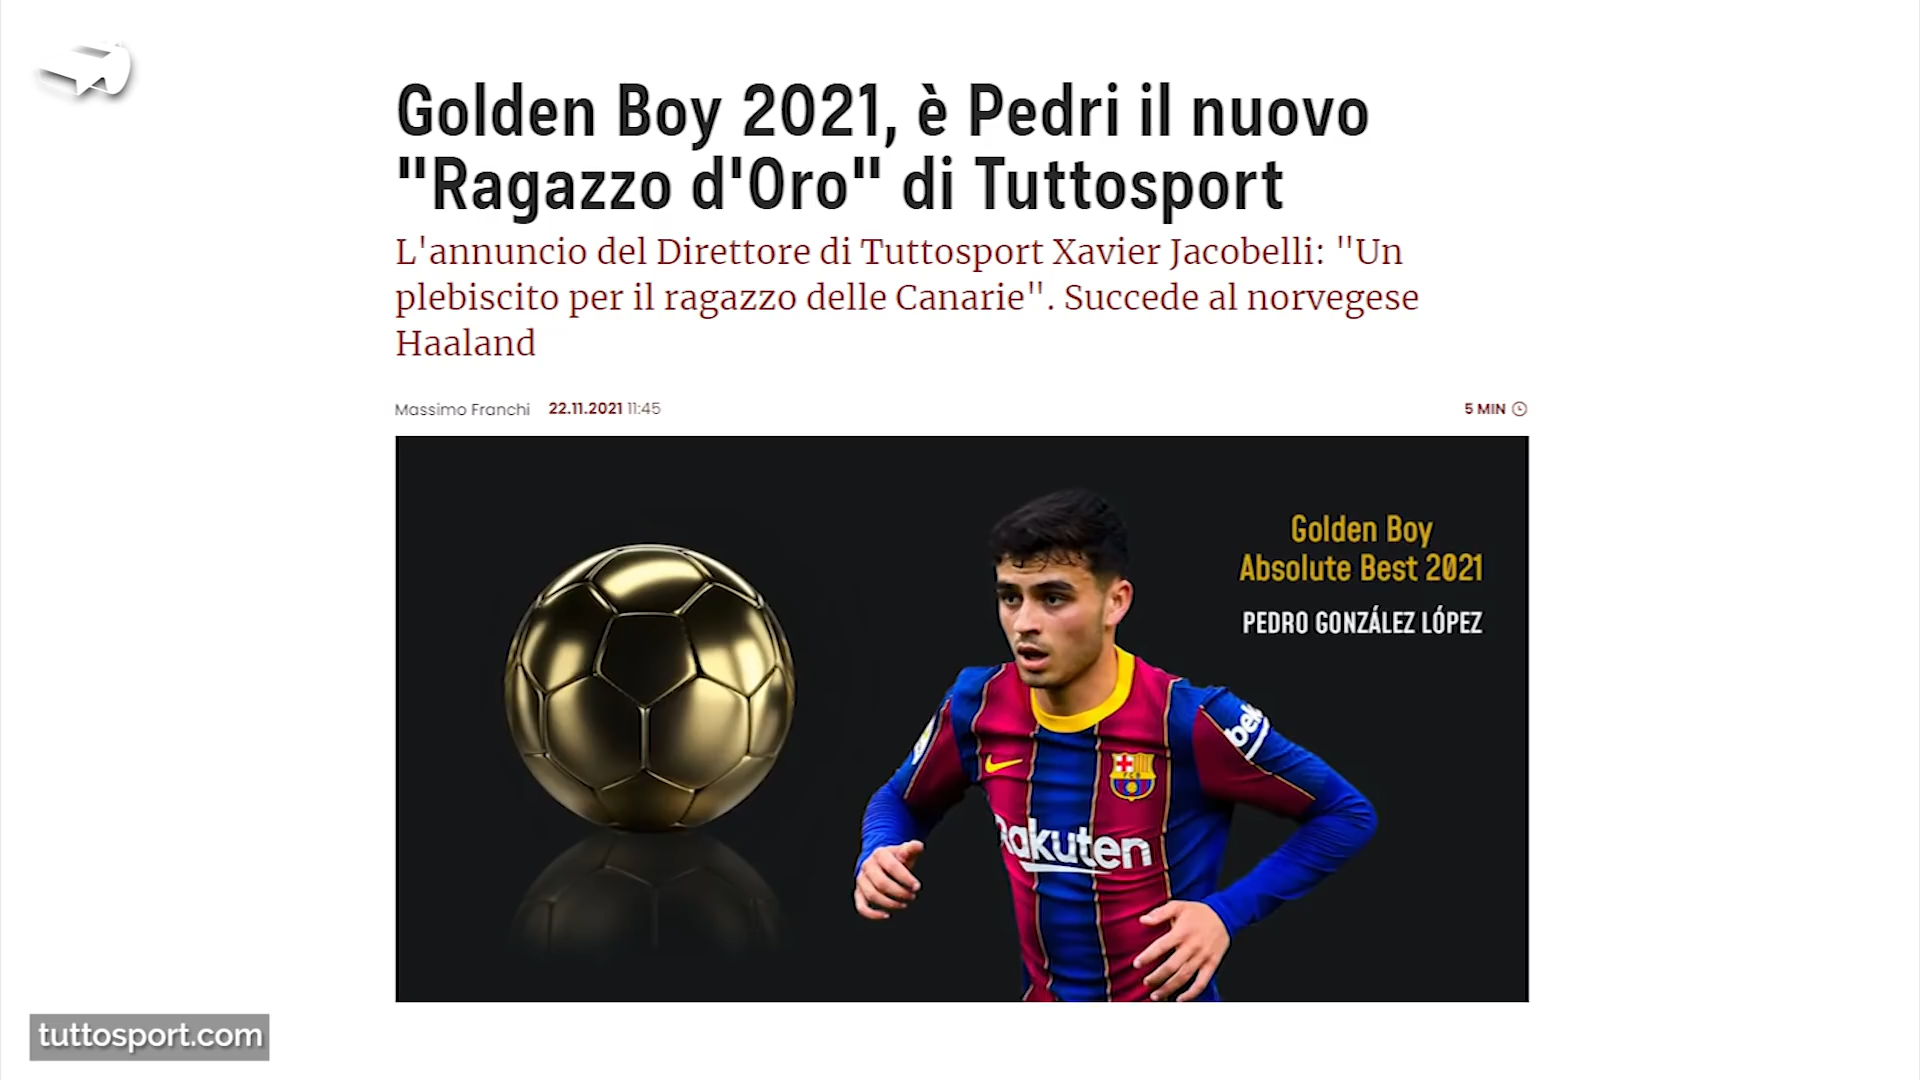 Golden Boy 2021, è Pedri il nuovo
"Ragazzo d'Oro" di Tuttosport
L'annuncio del Direttore di Tuttosport Xavier Jacobelli: "Un
plebiscito per il ragazzo delle Canarie". Succede al norvegese
Haaland
Massimo Franchi 22.11.2021 11:45
5 MIN
Golden Boy
Absolute Best 2021
PEDRO GONZÁLEZ LÓPEZ
bek
FCB
Rakuten
tuttosport.com